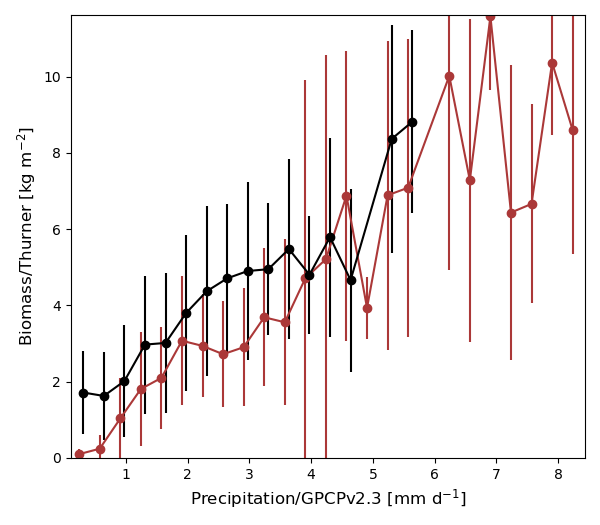 Biomass/Thurner [kg m⁻²]
10
8
6
4
2
0
1 2 3 4 5 6 7 8
Precipitation/GPCPv2.3 [mm d⁻¹]